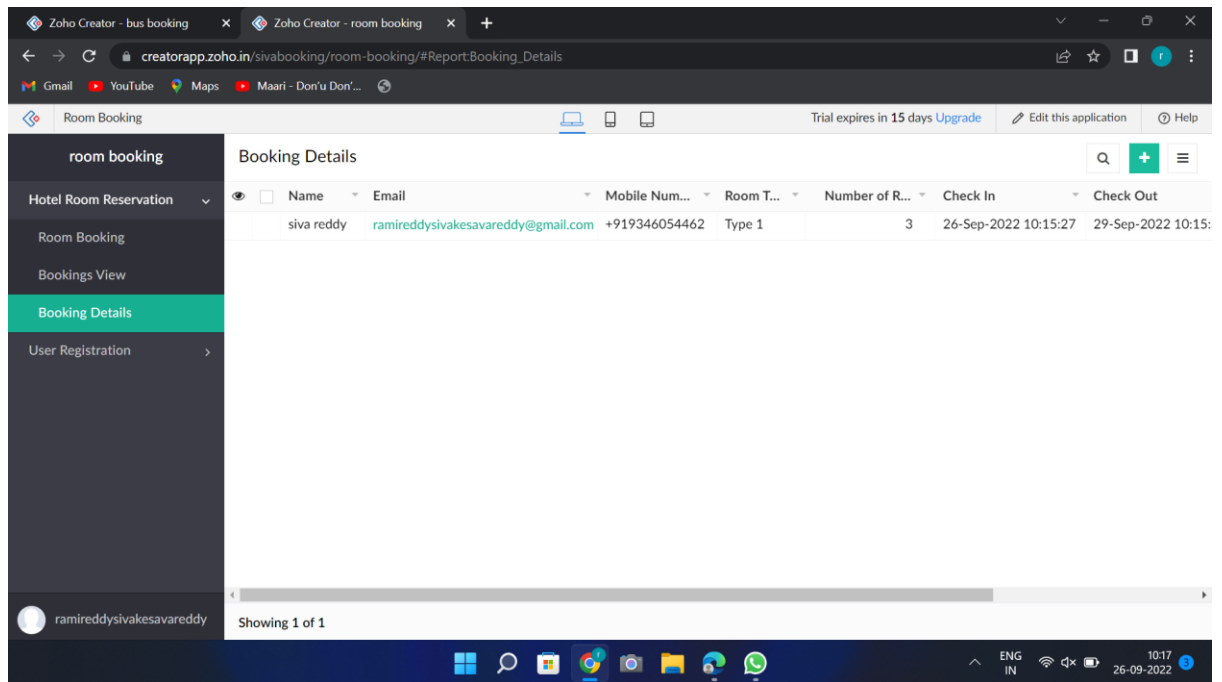 Zoho Creator - bus booking
Zoho Creator - room booking
creatorapp.zoho.in/sivabooking/room-booking/#Report:Booking_Details
r
Gmail YouTube Maps Maari - Don'u Don'...
Room Booking
Trial expires in 15 days Upgrade
Edit this application
Help
room booking
Hotel Room Reservation
Room Booking
Bookings View
Booking Details
User Registration
ramireddysivakesavareddy
Booking Details
Name Email Mobile Num... Room T... Number of R... Check In Check Out
siva reddy ramireddysivakesavareddy@gmail.com +919346054462 Type 1 3 26-Sep-2022 10:15:27 29-Sep-2022 10:15:
Showing 1 of 1
ENG
IN
10:17
26-09-2022
3